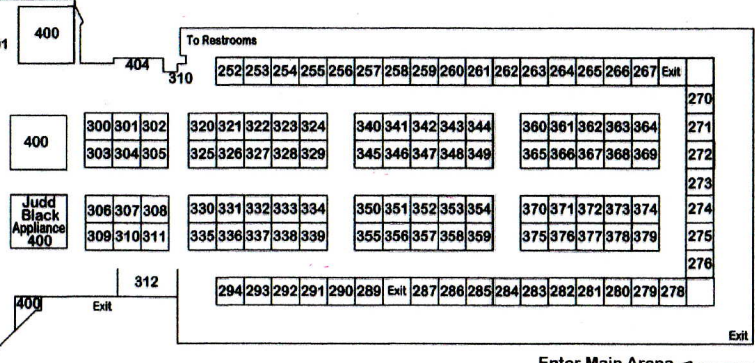 400
01
To Restrooms
404
310
252 253 254 255 256 257 258 259 260 261 262 263 264 265 266 267 Exit
270
300 301 302 320 321 322 323 324 340 341 342 343 344 360 361 362 363 364 271
400
303 304 305 325 326 327 328 329 345 346 347 348 349 365 366 367 368 369 272
273
Judd
Black
Appliance
400
306 307 308 330 331 332 333 334 350 351 352 353 354 370 371 372 373 374 274
309 310 311 335 336 337 338 339 355 356 357 358 359 375 376 377 378 379 275
276
312
294 293 292 291 290 289 Exit 287 286 285 284 283 282 281 280 279 278
400
Exit
Exit
Enter Main Arena